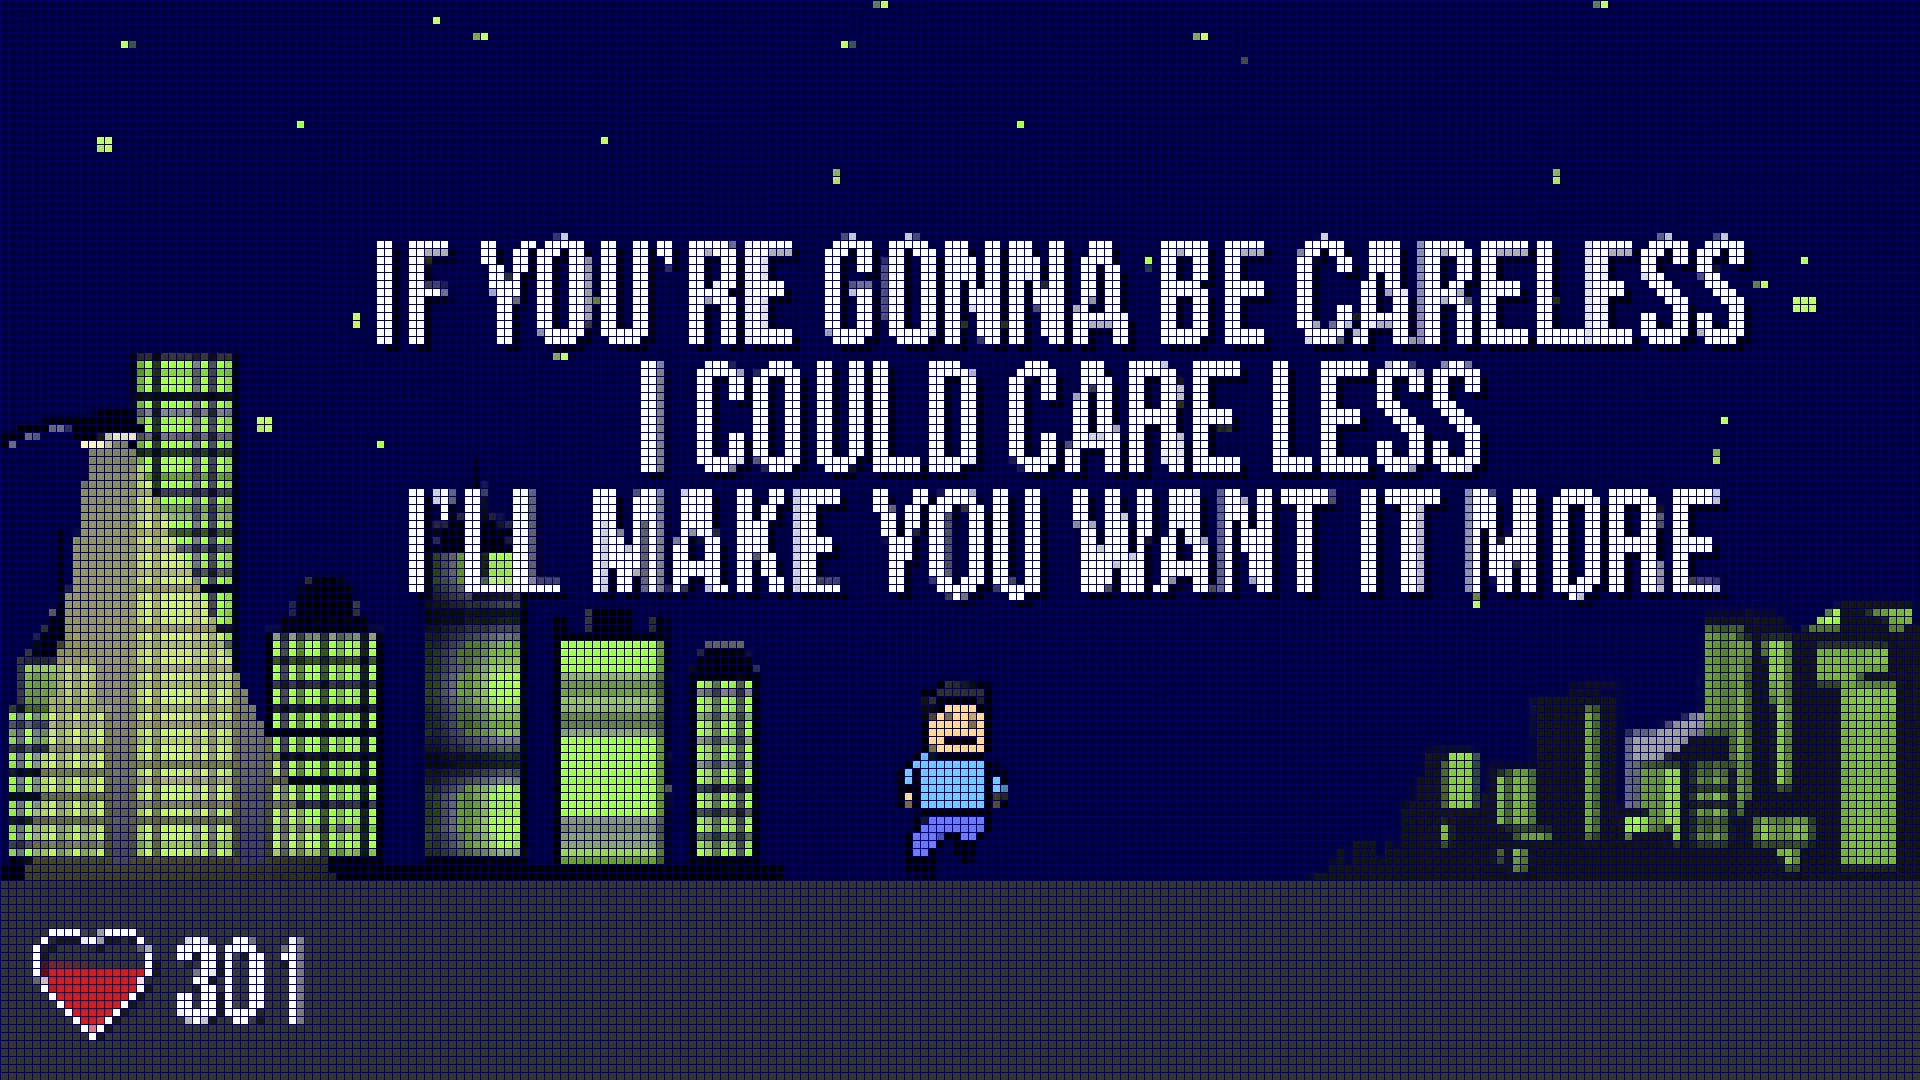 IF YOU'RE GONNA BE CARELESS
I COULD CARE LESS
I'LL MAKE YOU WANT IT MORE
301